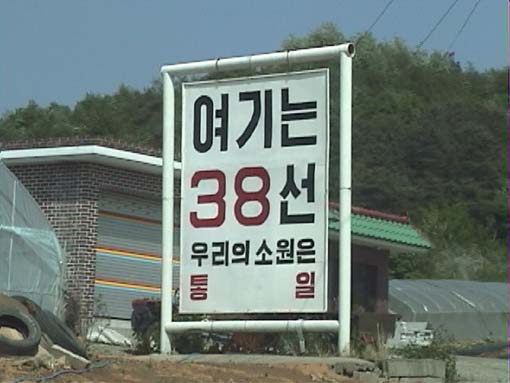 여기는
38선
우리의소원은
통 일